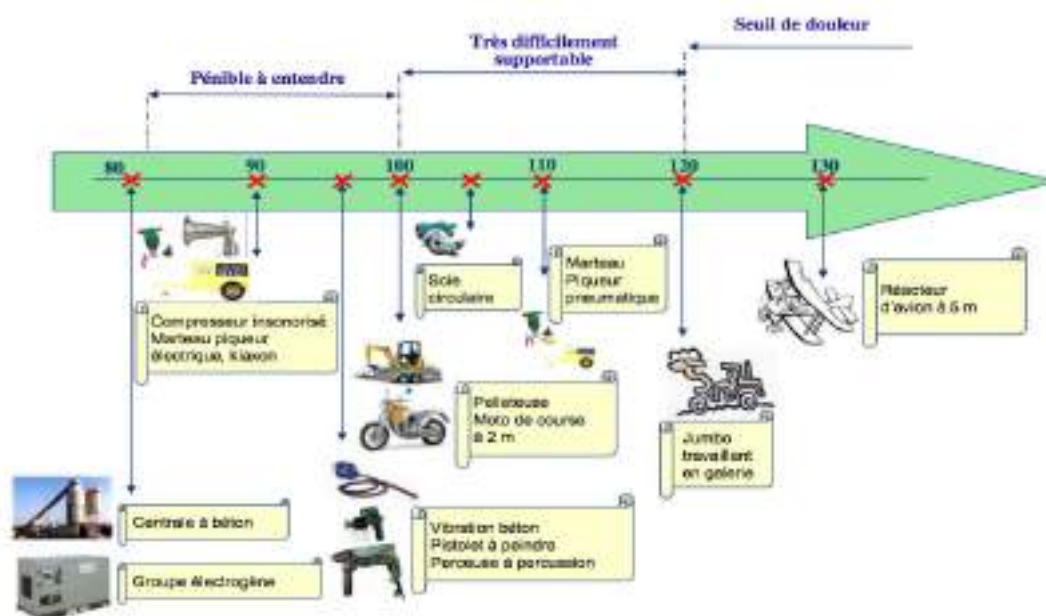 Seuil de douleur
Très difficilement
supportable
Pénible à entendre
80
90
100
110
120
130
Compresseur insonorisé
Marteau piqueur
électrique, klaxon
Scie
circulaire
Marteau
Piqueur
pneumatique
Réacteur
d'avion à 5 m
Pelleteuse
Moto de course
à 2 m
Jumbo
travaillant
en galerie
Centrale à béton
Vibration béton
Pistolet à peindre
Perceuse à percussion
Groupe électrogène